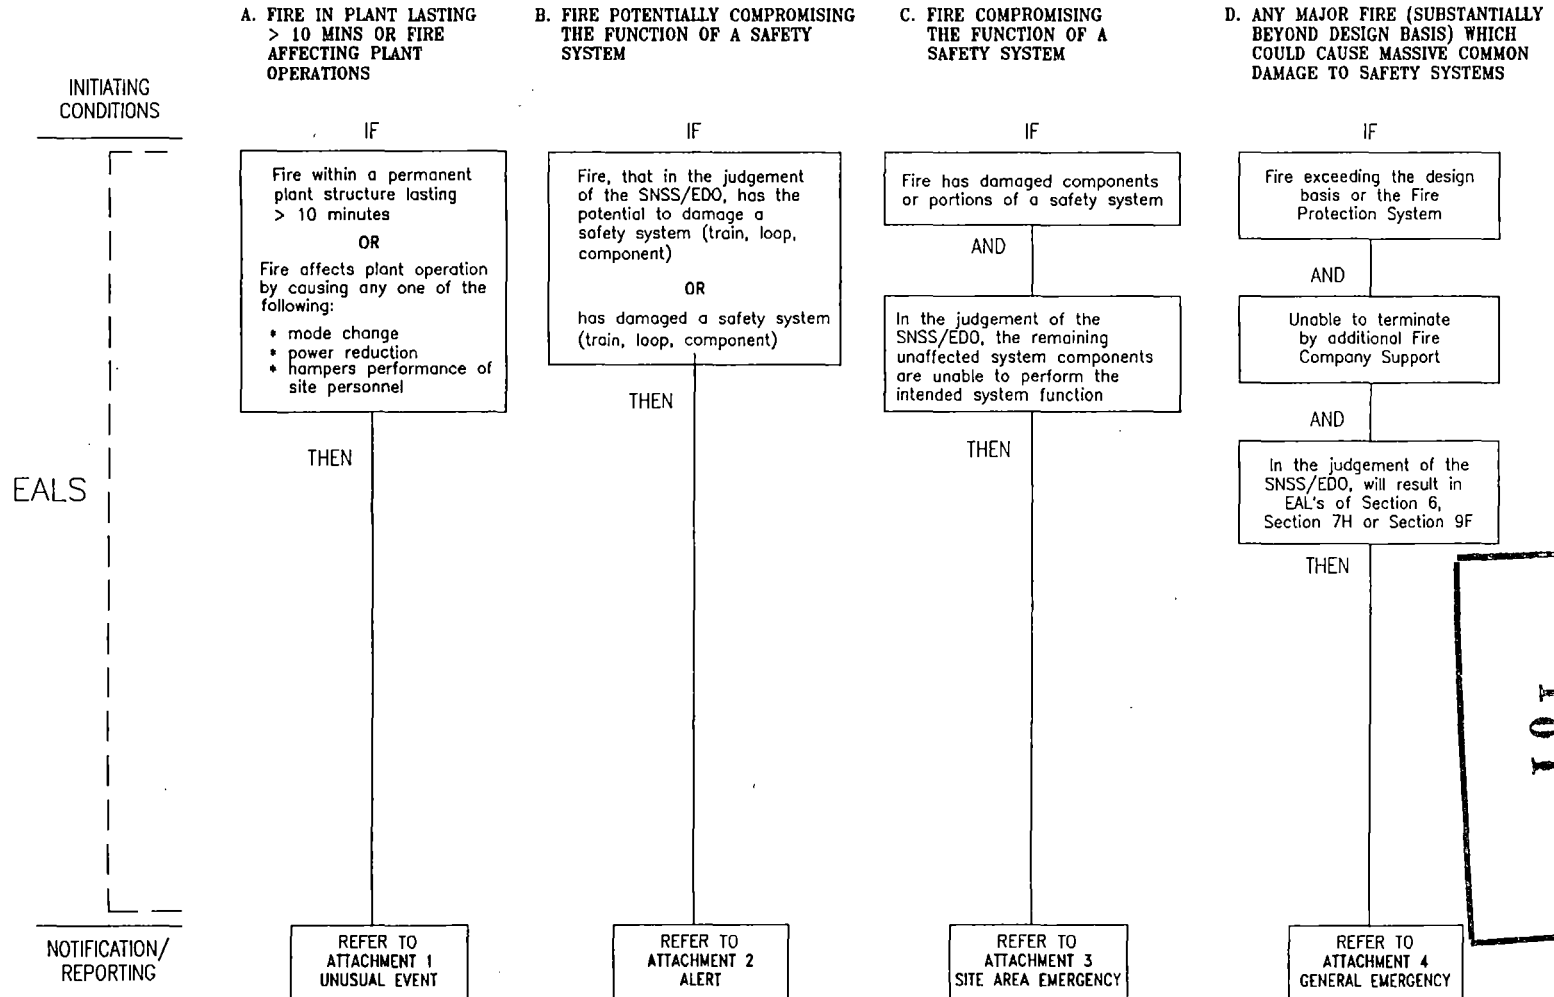 A. FIRE IN PLANT LASTING
> 10 MINS OR FIRE
AFFECTING PLANT
OPERATIONS
B. FIRE POTENTIALLY COMPROMISING
THE FUNCTION OF A SAFETY
SYSTEM
C. FIRE COMPROMISING
THE FUNCTION OF A
SAFETY SYSTEM
D. ANY MAJOR FIRE (SUBSTANTIALLY
BEYOND DESIGN BASIS) WHICH
COULD CAUSE MASSIVE COMMON
DAMAGE TO SAFETY SYSTEMS
INITIATING
CONDITIONS
EALS
IF
Fire within a permanent
plant structure lasting
> 10 minutes
OR
Fire affects plant operation
by causing any one of the
following:
* mode change
* power reduction
* hampers performance of
site personnel
THEN
IF
Fire, that in the judgement
of the SNSS/EDO, has the
potential to damage a
safety system (train, loop,
component)
OR
has damaged a safety system
(train, loop, component)
THEN
IF
Fire has damaged components
or portions of a safety system
AND
In the judgement of the
SNSS/EDO, the remaining
unaffected system components
are unable to perform the
intended system function
THEN
IF
Fire exceeding the design
basis or the Fire
Protection System
AND
Unable to terminate
by additional Fire
Company Support
AND
In the judgement of the
SNSS/EDO, will result in
EAL's of Section 6,
Section 7H or Section 9F
THEN
NOTIFICATION/
REPORTING
REFER TO
ATTACHMENT 1
UNUSUAL EVENT
REFER TO
ATTACHMENT 2
ALERT
REFER TO
ATTACHMENT 3
SITE AREA EMERGENCY
REFER TO
ATTACHMENT 4
GENERAL EMERGENCY